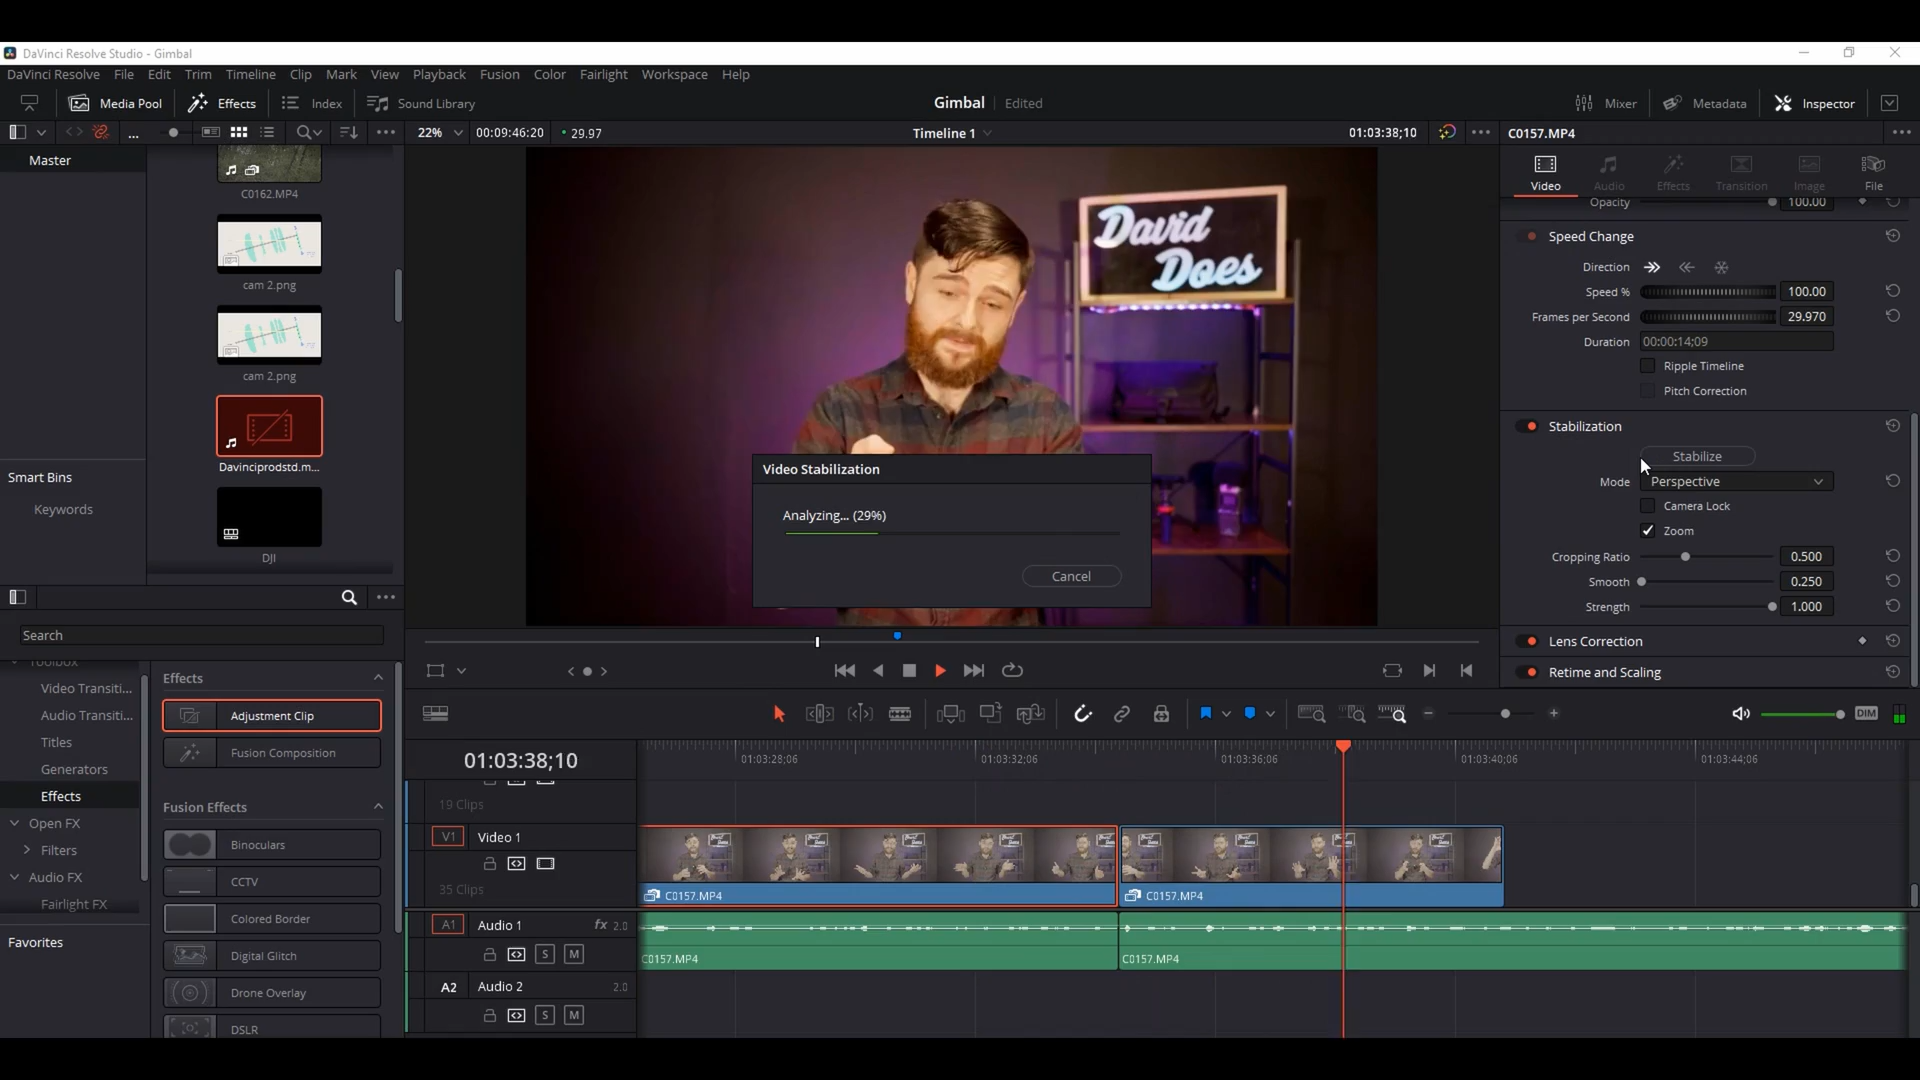 DaVinci Resolve Studio - Gimbal
DaVinci Resolve File Edit Trim Timeline Clip Mark View Playback Fusion Color Fairlight Workspace Help
Media Pool Effects Index Sound Library Gimbal Edited Mixer Metadata Inspector
... 22% 00:09:46:20 29.97 Timeline 1 01:03:38;10 C0157.MP4
Master
C0162.MP4
cam 2.png
cam 2.png
Davinciprodstd.m...
DJI
Smart Bins
Keywords
David
Does
Video Stabilization
Analyzing... (29%)
Cancel
Video Audio Effects Transition Image File
Opacity 100.00
Speed Change
Direction
Speed % 100.00
Frames per Second 29.970
Duration 00:00:14;09
Ripple Timeline
Pitch Correction
Stabilization
Stabilize
Mode Perspective
Camera Lock
Zoom
Cropping Ratio 0.500
Smooth 0.250
Strength 1.000
Lens Correction
Retime and Scaling
Search
Toolbox
Video Transiti...
Audio Transiti...
Titles
Generators
Effects
Open FX
Filters
Audio FX
Fairlight FX
Favorites
Effects
Adjustment Clip
Fusion Composition
Fusion Effects
Binoculars
CCTV
Colored Border
Digital Glitch
Drone Overlay
DSLR
DIM
01:03:38;10 01:03:28;06 01:03:32;06 01:03:36;06 01:03:40;06 01:03:44;06
19 Clips
V1 Video 1
35 Clips
C0157.MP4 C0157.MP4
A1 Audio 1 fx 2.0
S M
C0157.MP4 C0157.MP4
A2 Audio 2 2.0
S M